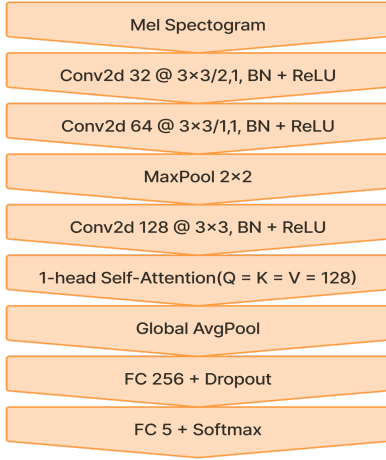 Mel Spectogram
Conv2d 32 @ 3×3/2,1, BN + ReLU
Conv2d 64 @ 3×3/1,1, BN + ReLU
MaxPool 2×2
Conv2d 128 @ 3×3, BN + ReLU
1-head Self-Attention(Q = K = V = 128)
Global AvgPool
FC 256 + Dropout
FC 5 + Softmax